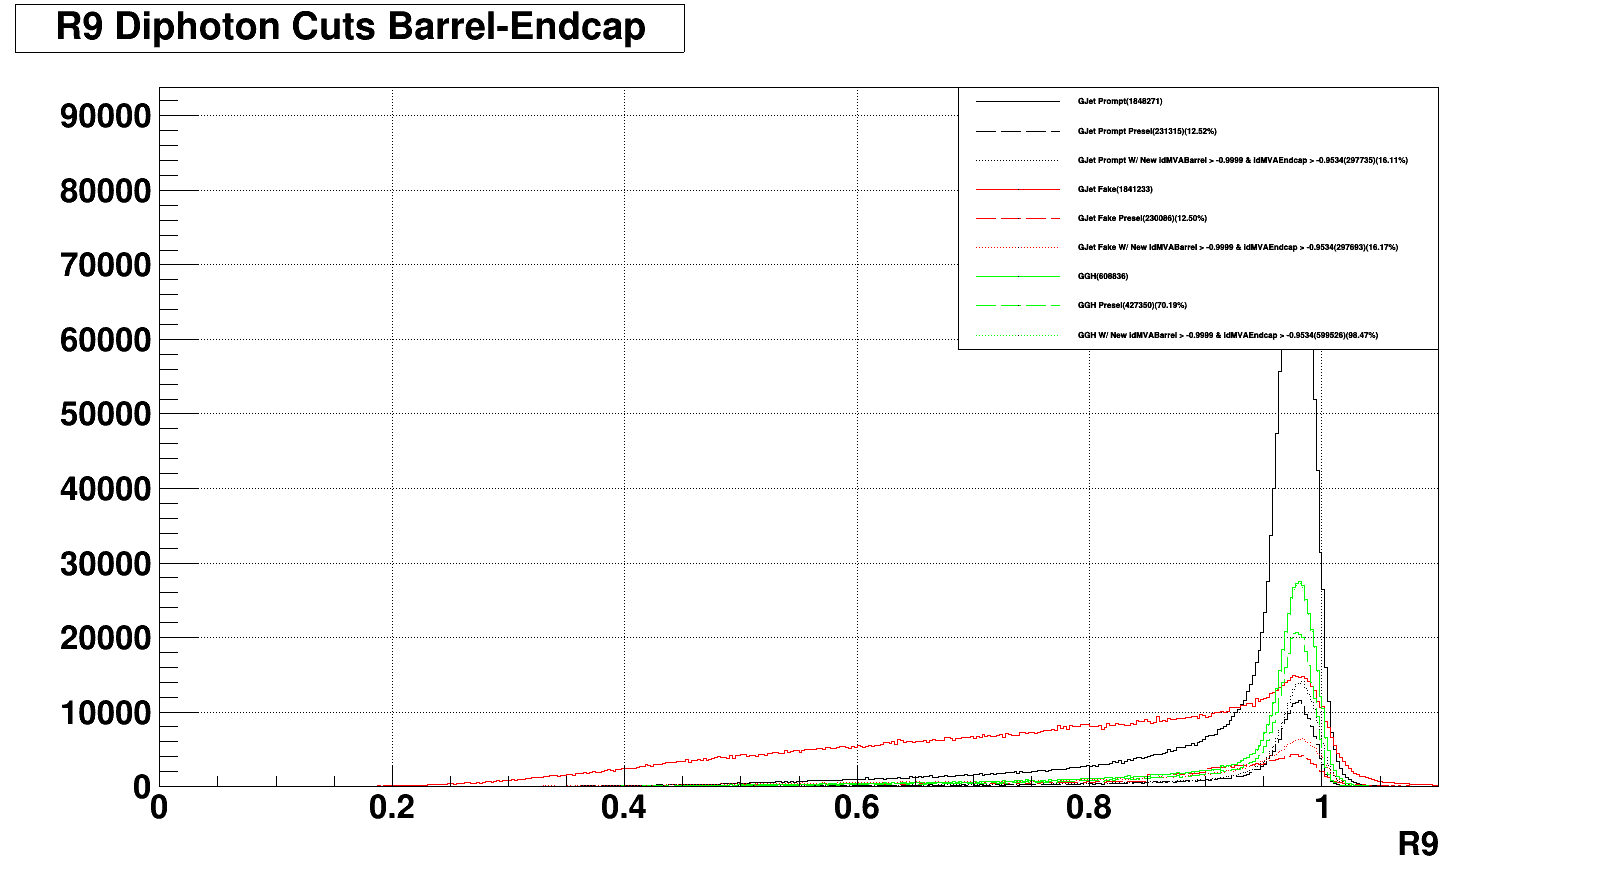 R9 Diphoton Cuts Barrel-Endcap
90000
80000
70000
60000
50000
40000
30000
20000
10000
0
GJet Prompt(1848271)
GJet Prompt Presel(231315)(12.52%)
GJet Prompt W/ New idMVABarrel > -0.9999 & idMVAEndcap > -0.9534(297735)(16.11%)
GJet Fake(1841233)
GJet Fake Presel(230086)(12.50%)
GJet Fake W/ New idMVABarrel > -0.9999 & idMVAEndcap > -0.9534(297693)(16.17%)
GGH(608836)
GGH Presel(427350)(70.19%)
GGH W/ New idMVABarrel > -0.9999 & idMVAEndcap > -0.9534(599526)(98.47%)
0 0.2 0.4 0.6 0.8 1
R9